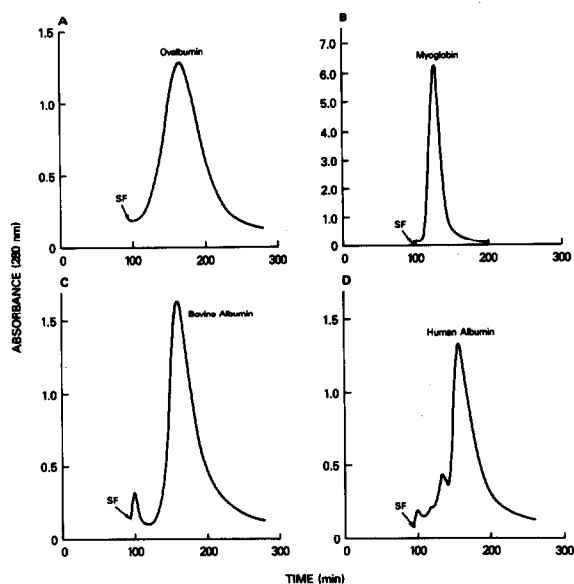 A
Ovalbumin
1.5
1.0
0.5
0
SF
0 100 200 300
B
Myoglobin
7.0
6.0
5.0
4.0
3.0
2.0
1.0
0
SF
0 100 200 300
C
Bovine Albumin
1.5
1.0
0.5
0
SF
0 100 200 300
D
Human Albumin
1.5
1.0
0.5
0
SF
0 100 200 300
ABSORBANCE (280 nm)
TIME (min)